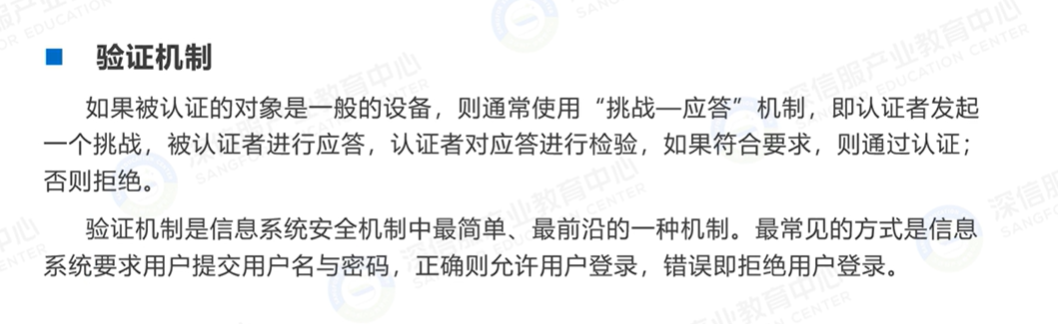 深信服产业教育中心
SANGFOR EDUCATION CENTER
验证机制
如果被认证的对象是一般的设备，则通常使用“挑战—应答”机制，即认证者发起
一个挑战，被认证者进行应答，认证者对应答进行检验，如果符合要求，则通过认证；
否则拒绝。
验证机制是信息系统安全机制中最简单、最前沿的一种机制。最常见的方式是信息
系统要求用户提交用户名与密码，正确则允许用户登录，错误即拒绝用户登录。